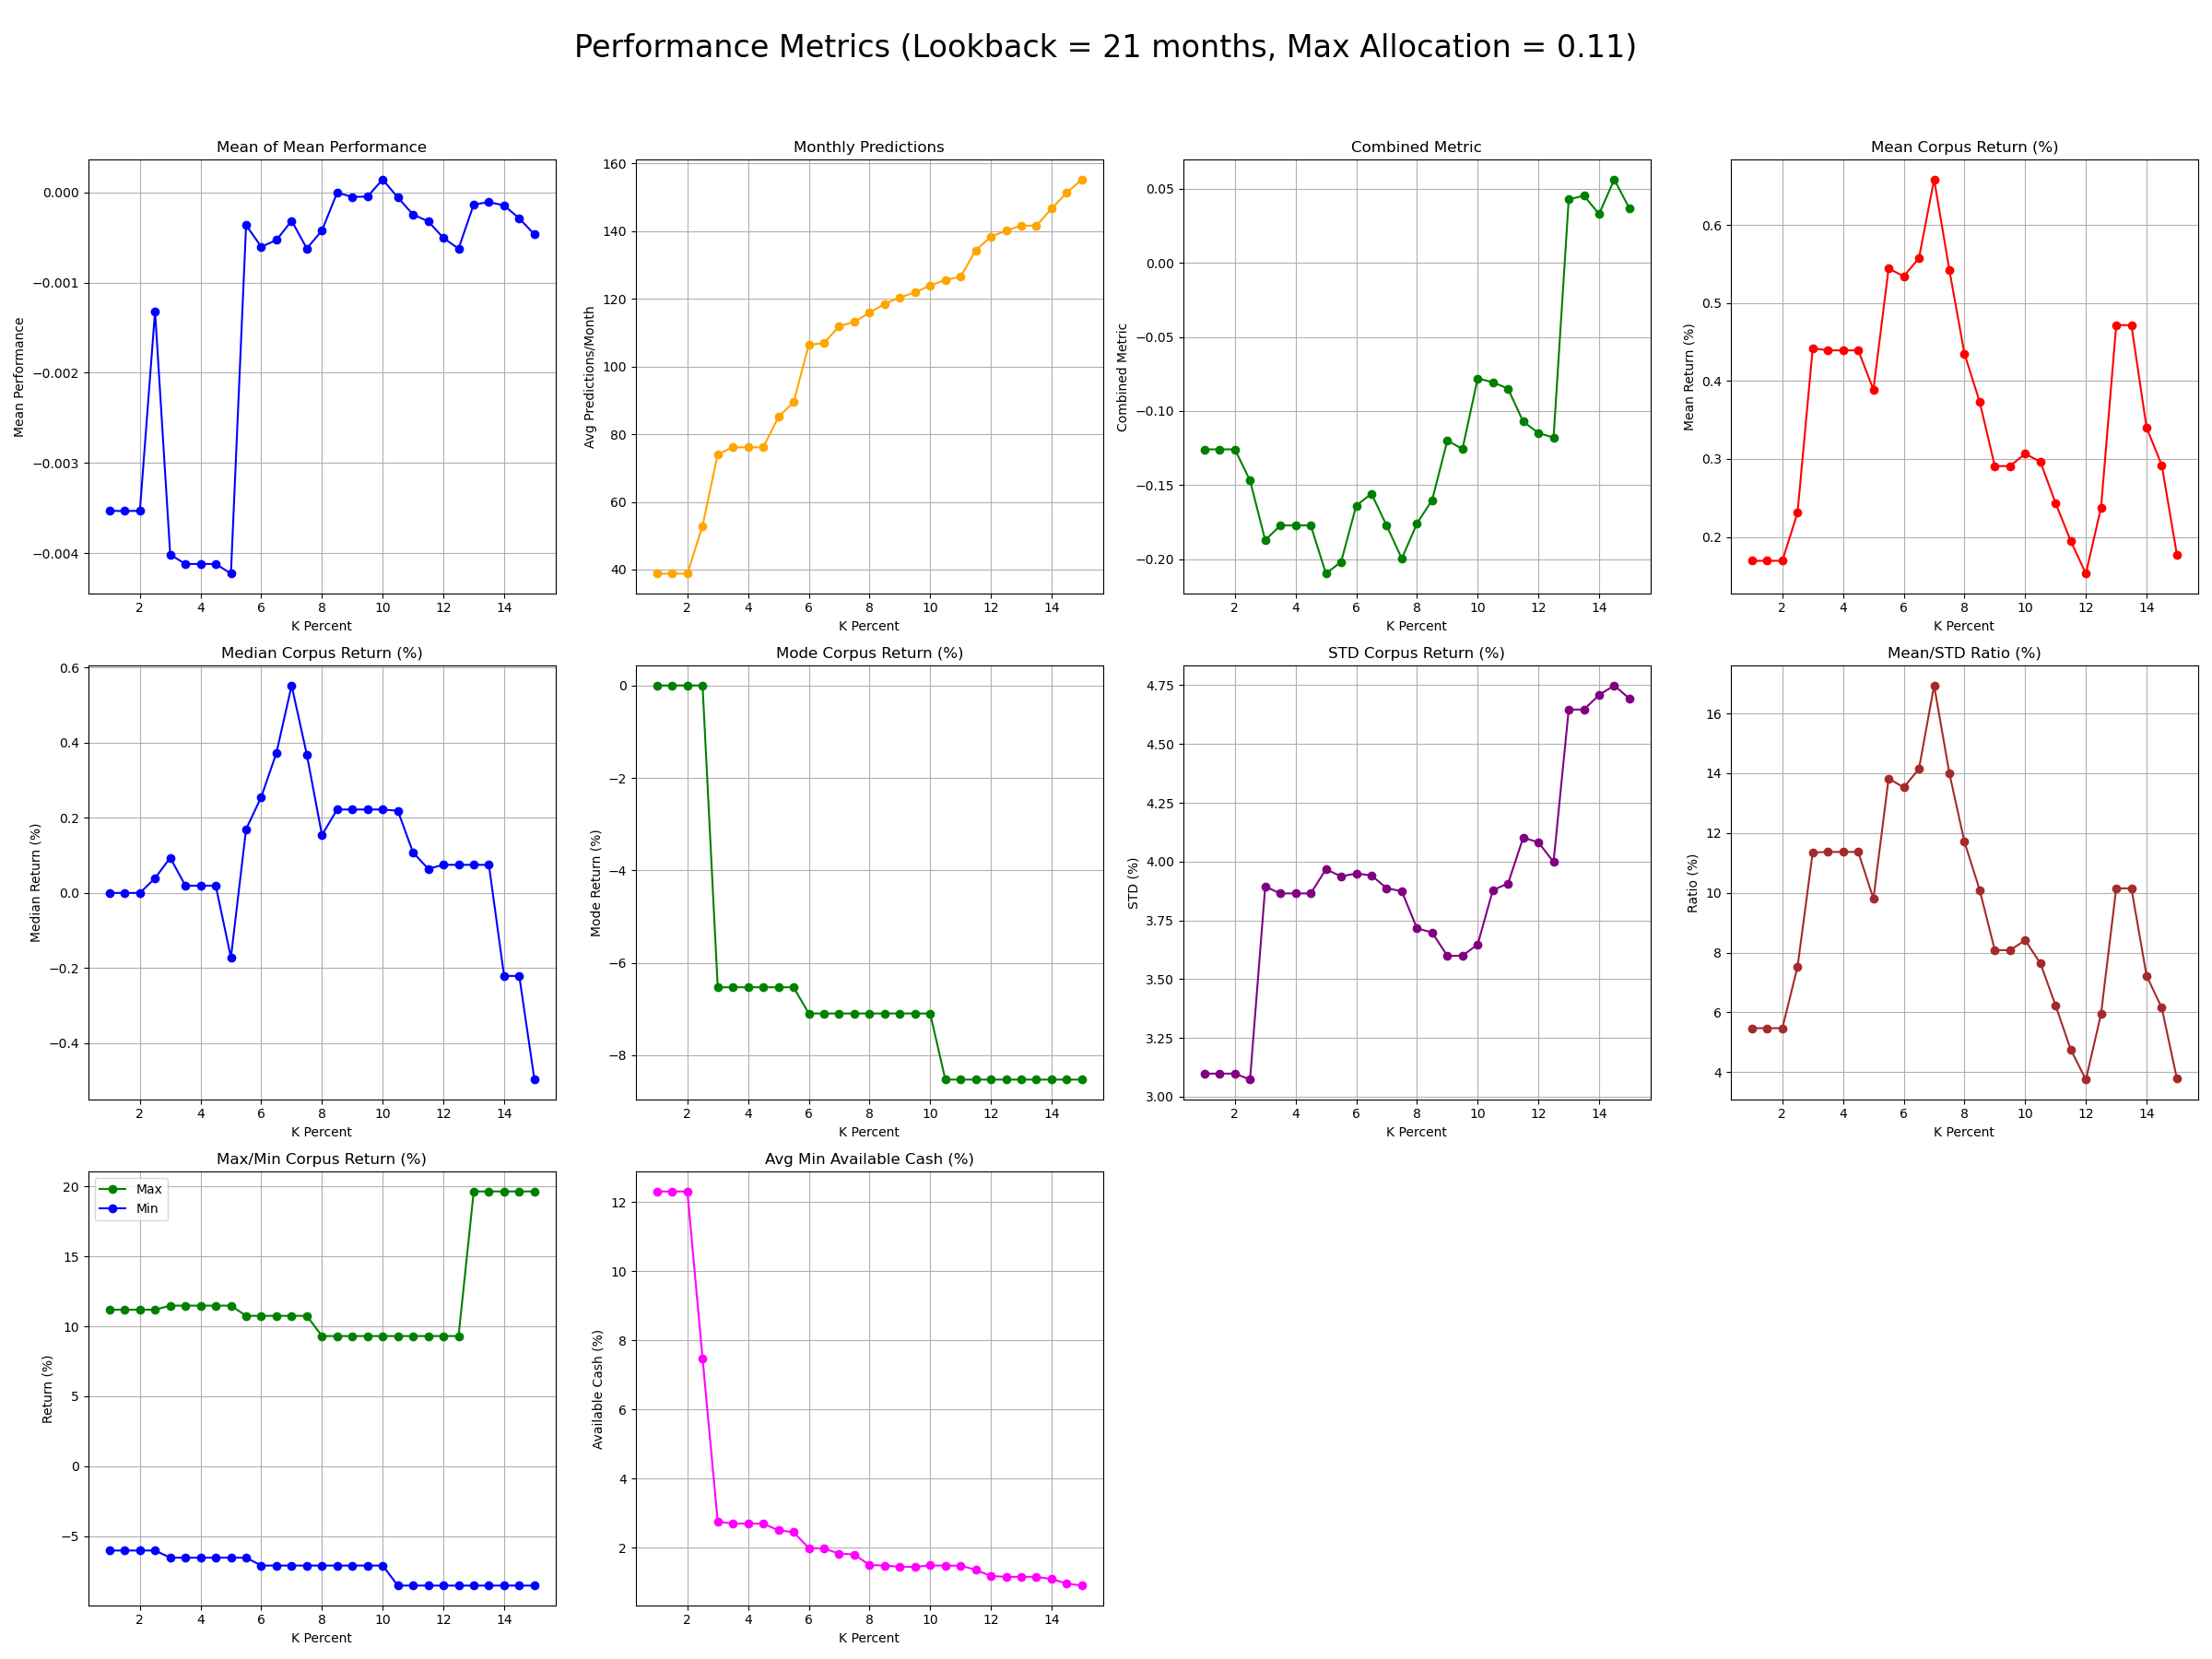 Performance Metrics (Lookback = 21 months, Max Allocation = 0.11)
Mean of Mean Performance
Mean Performance
0.000
−0.001
−0.002
−0.003
−0.004
2 4 6 8 10 12 14
K Percent
Monthly Predictions
Avg Predictions/Month
160
140
120
100
80
60
40
2 4 6 8 10 12 14
K Percent
Combined Metric
Combined Metric
0.05
0.00
−0.05
−0.10
−0.15
−0.20
2 4 6 8 10 12 14
K Percent
Mean Corpus Return (%)
Mean Return (%)
0.6
0.5
0.4
0.3
0.2
2 4 6 8 10 12 14
K Percent
Median Corpus Return (%)
Median Return (%)
0.6
0.4
0.2
0.0
−0.2
−0.4
2 4 6 8 10 12 14
K Percent
Mode Corpus Return (%)
Mode Return (%)
0
−2
−4
−6
−8
2 4 6 8 10 12 14
K Percent
STD Corpus Return (%)
STD (%)
4.75
4.50
4.25
4.00
3.75
3.50
3.25
3.00
2 4 6 8 10 12 14
K Percent
Mean/STD Ratio (%)
Ratio (%)
16
14
12
10
8
6
4
2 4 6 8 10 12 14
K Percent
Max/Min Corpus Return (%)
Return (%)
Max
Min
20
15
10
5
0
−5
2 4 6 8 10 12 14
K Percent
Avg Min Available Cash (%)
Available Cash (%)
12
10
8
6
4
2
2 4 6 8 10 12 14
K Percent